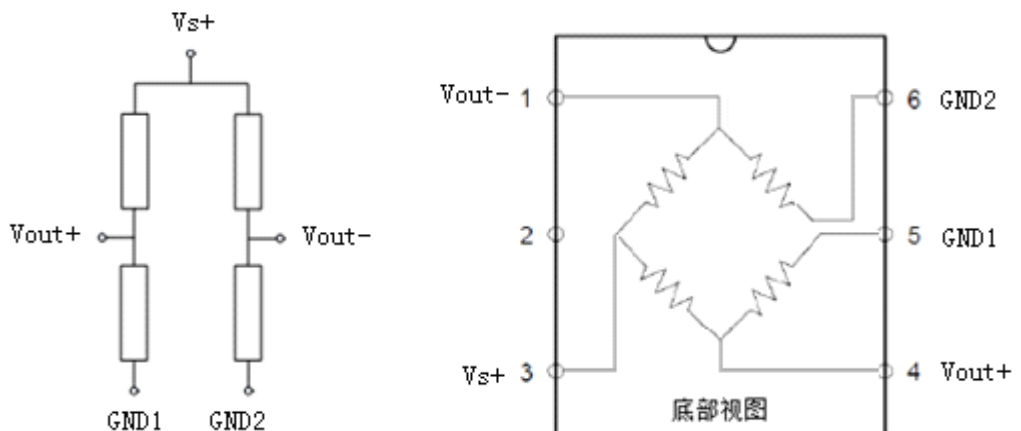 Vs+
Vout+ Vout-
GND1 GND2
Vout- 1 6 GND2
2 5 GND1
Vs+ 3 4 Vout+
底部视图